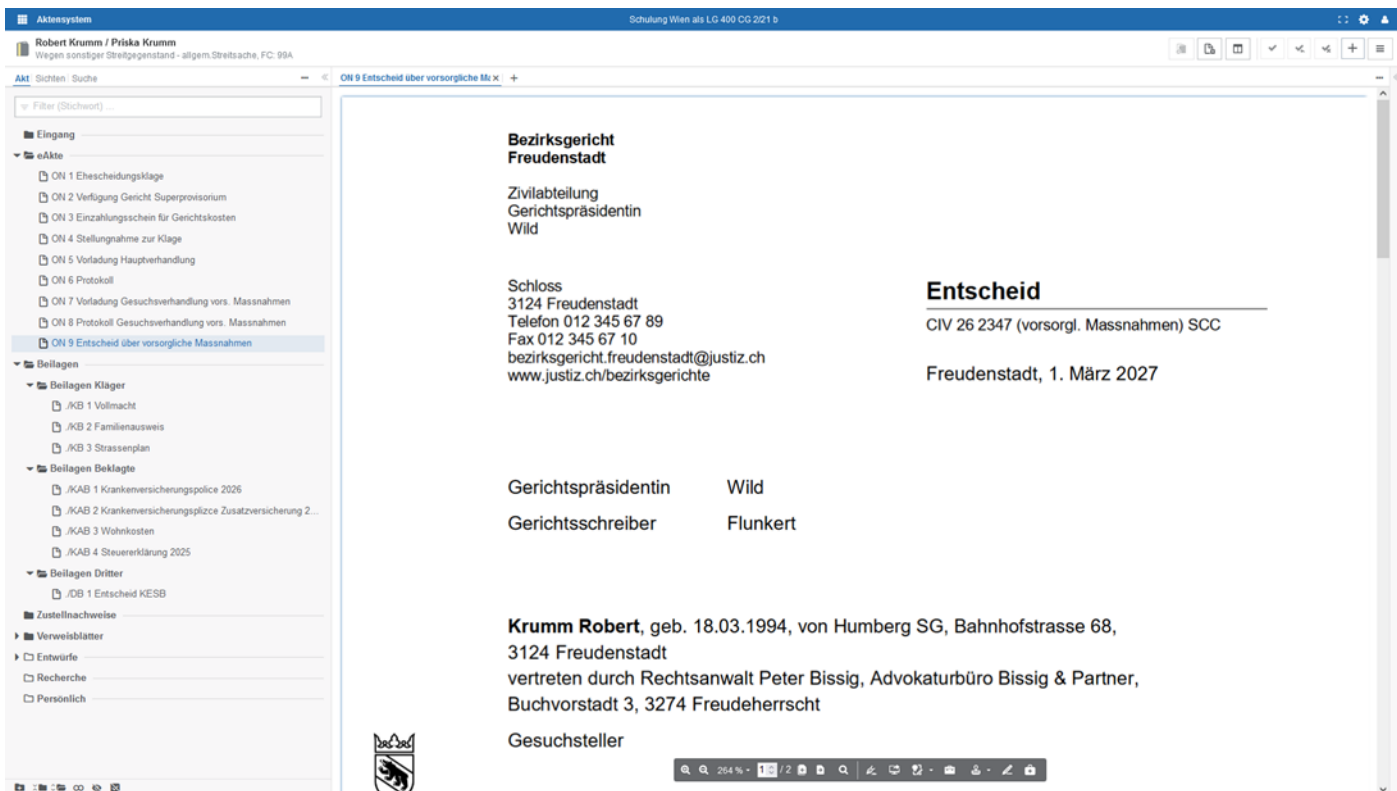 Aktensystem
Schulung Wien als LG 400 CG 2/21 b
Robert Krumm / Priska Krumm
Wegen sonstiger Streitgegenstand - allgem.Streitsache, FC: 99A
Akt Sichten Suche
ON 9 Entscheid über vorsorgliche Ma
Filter (Stichwort) ...
Eingang
eAkte
ON 1 Ehescheidungsklage
ON 2 Verfügung Gericht Superprovisorium
ON 3 Einzahlungsschein für Gerichtskosten
ON 4 Stellungnahme zur Klage
ON 5 Vorladung Hauptverhandlung
ON 6 Protokoll
ON 7 Vorladung Gesuchsverhandlung vors. Massnahmen
ON 8 Protokoll Gesuchsverhandlung vors. Massnahmen
ON 9 Entscheid über vorsorgliche Massnahmen
Beilagen
Beilagen Kläger
./KB 1 Vollmacht
./KB 2 Familienausweis
./KB 3 Strassenplan
Beilagen Beklagte
./KAB 1 Krankenversicherungspolice 2026
./KAB 2 Krankenversicherungsplizce Zusatzversicherung 2...
./KAB 3 Wohnkosten
./KAB 4 Steuererklärung 2025
Beilagen Dritter
./DB 1 Entscheid KESB
Zustellnachweise
Verweisblätter
Entwürfe
Recherche
Persönlich
Bezirksgericht
Freudenstadt
Zivilabteilung
Gerichtspräsidentin
Wild
Schloss
3124 Freudenstadt
Telefon 012 345 67 89
Fax 012 345 67 10
bezirksgericht.freudenstadt@justiz.ch
www.justiz.ch/bezirksgerichte
Entscheid
CIV 26 2347 (vorsorgl. Massnahmen) SCC
Freudenstadt, 1. März 2027
Gerichtspräsidentin Wild
Gerichtsschreiber Flunkert
Krumm Robert, geb. 18.03.1994, von Humberg SG, Bahnhofstrasse 68,
3124 Freudenstadt
vertreten durch Rechtsanwalt Peter Bissig, Advokaturbüro Bissig & Partner,
Buchvorstadt 3, 3274 Freudeherrscht
Gesuchsteller
264 % 1 / 2